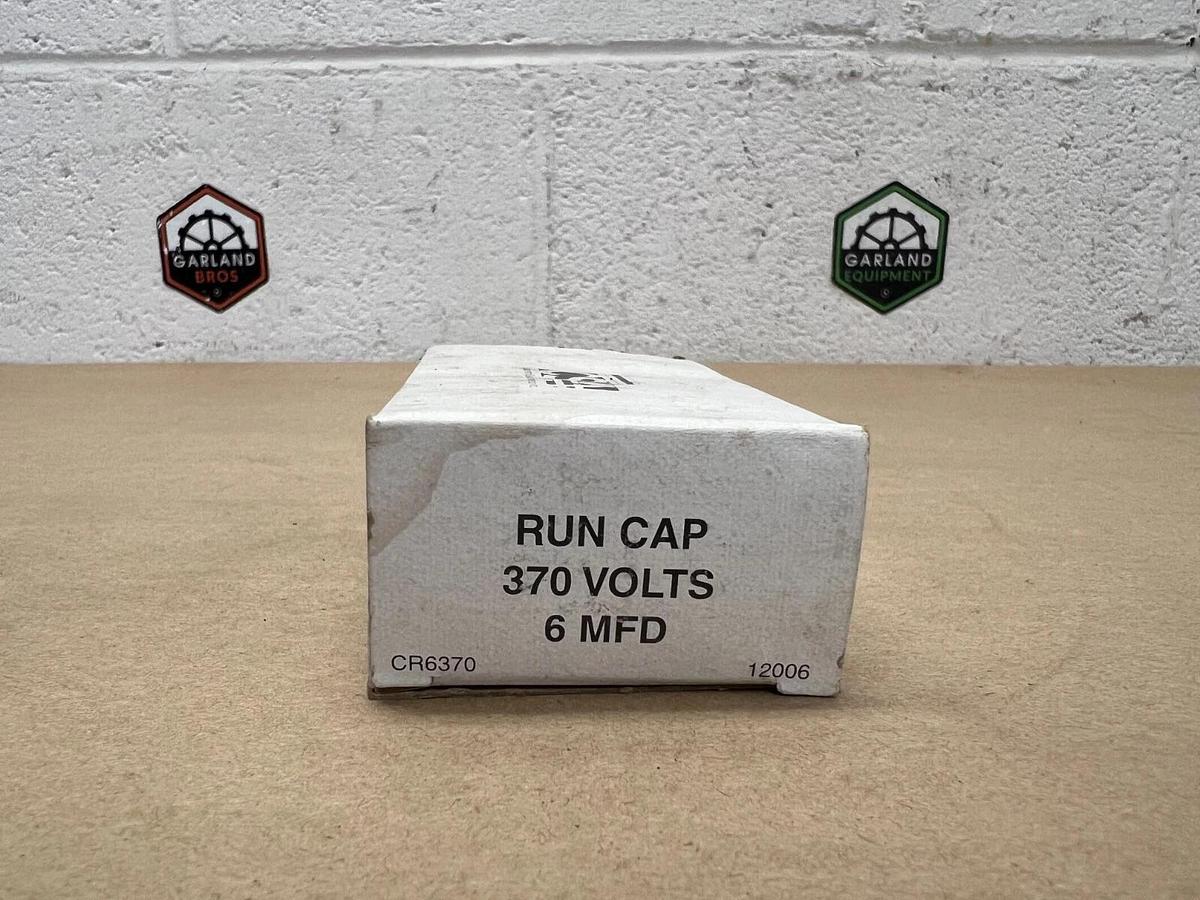 GARLAND
BROS
GARLAND
EQUIPMENT
RUN CAP
370 VOLTS
6 MFD
CR6370
12006